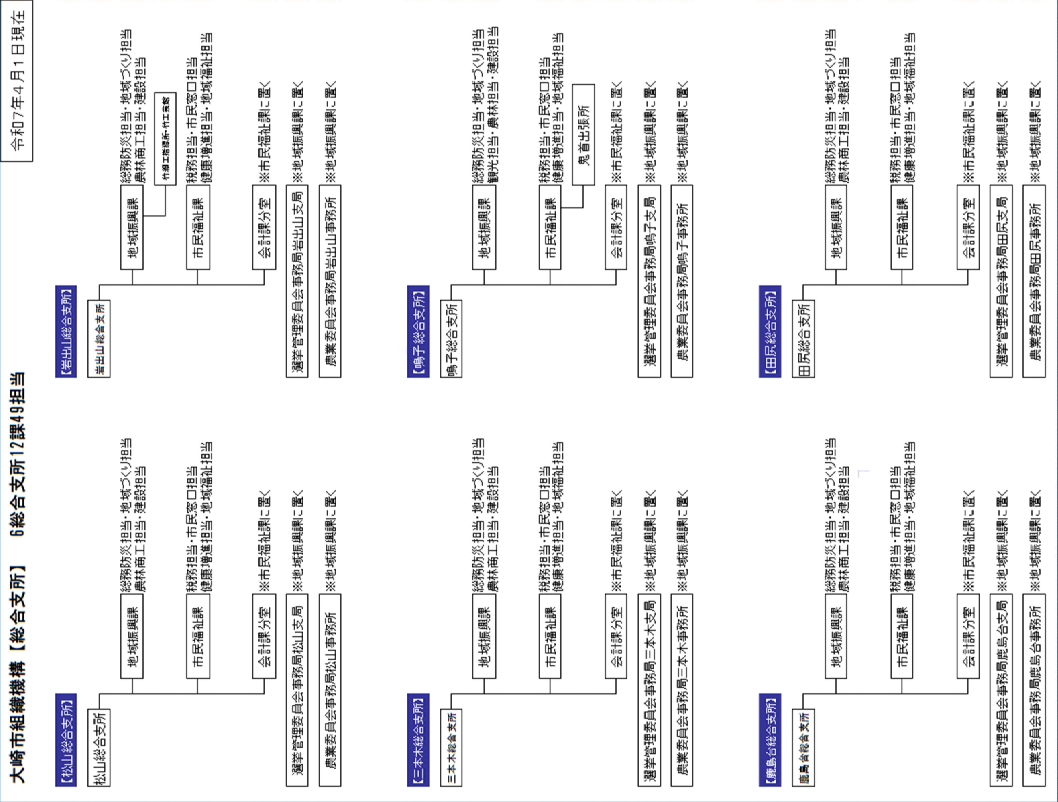 大崎市組織機構【総合支所】　6総合支所12課49担当
令和7年4月1日現在
【松山総合支所】
松山総合支所
地域振興課
総務防災担当・地域づくり担当
農林商工担当・建設担当
市民福祉課
税務担当・市民窓口担当
健康増進担当・地域福祉担当
会計課分室
※市民福祉課に置く
選挙管理委員会事務局松山支局
※地域振興課に置く
農業委員会事務局松山事務所
※地域振興課に置く
【岩出山総合支所】
岩出山総合支所
地域振興課
総務防災担当・地域づくり担当
農林商工担当・建設担当
竹細工指導所・竹工芸館
市民福祉課
税務担当・市民窓口担当
健康増進担当・地域福祉担当
会計課分室
※市民福祉課に置く
選挙管理委員会事務局岩出山支局
※地域振興課に置く
農業委員会事務局岩出山事務所
※地域振興課に置く
【三本木総合支所】
三本木総合支所
地域振興課
総務防災担当・地域づくり担当
農林商工担当・建設担当
市民福祉課
税務担当・市民窓口担当
健康増進担当・地域福祉担当
会計課分室
※市民福祉課に置く
選挙管理委員会事務局三本木支局
※地域振興課に置く
農業委員会事務局三本木事務所
※地域振興課に置く
【鳴子総合支所】
鳴子総合支所
地域振興課
総務防災担当・地域づくり担当
観光担当・農林担当・建設担当
市民福祉課
税務担当・市民窓口担当
健康増進担当・地域福祉担当
鬼首出張所
会計課分室
※市民福祉課に置く
選挙管理委員会事務局鳴子支局
※地域振興課に置く
農業委員会事務局鳴子事務所
※地域振興課に置く
【鹿島台総合支所】
鹿島台総合支所
地域振興課
総務防災担当・地域づくり担当
農林商工担当・建設担当
市民福祉課
税務担当・市民窓口担当
健康増進担当・地域福祉担当
会計課分室
※市民福祉課に置く
選挙管理委員会事務局鹿島台支局
※地域振興課に置く
農業委員会事務局鹿島台事務所
※地域振興課に置く
【田尻総合支所】
田尻総合支所
地域振興課
総務防災担当・地域づくり担当
農林商工担当・建設担当
市民福祉課
税務担当・市民窓口担当
健康増進担当・地域福祉担当
会計課分室
※市民福祉課に置く
選挙管理委員会事務局田尻支局
※地域振興課に置く
農業委員会事務局田尻事務所
※地域振興課に置く